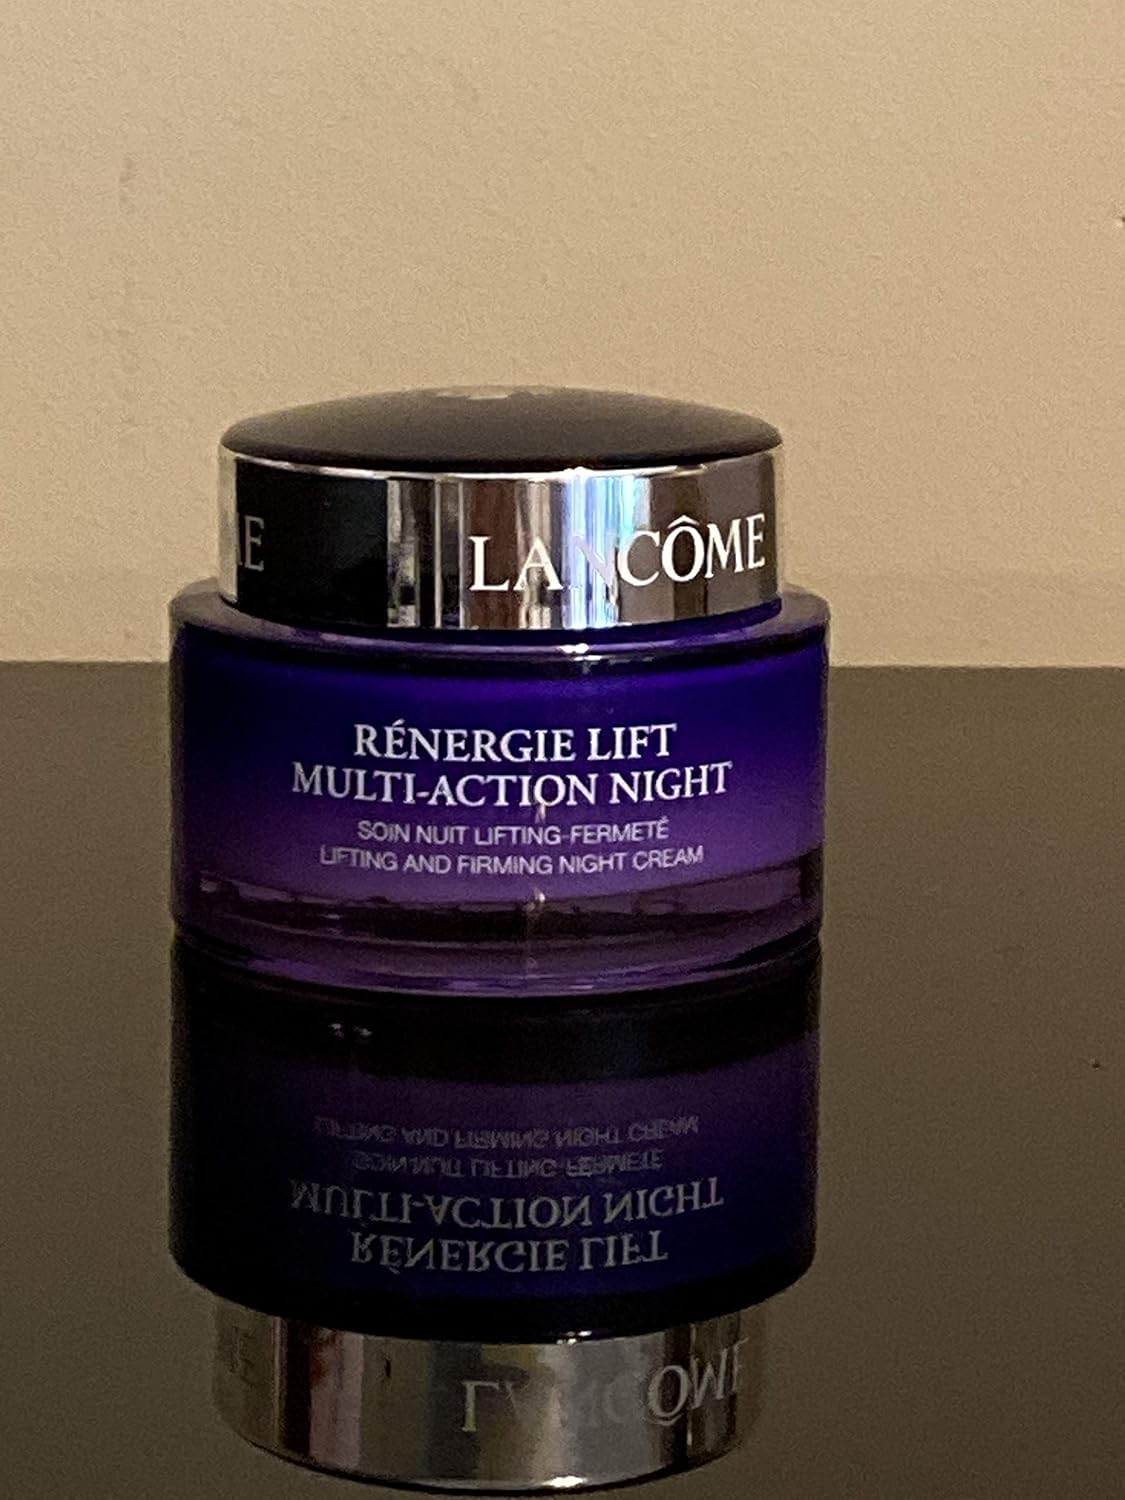 LANCÔME
RÉNERGIE LIFT
MULTI-ACTION NIGHT
SOIN NUIT LIFTING-FERMETÉ
LIFTING AND FIRMING NIGHT CREAM